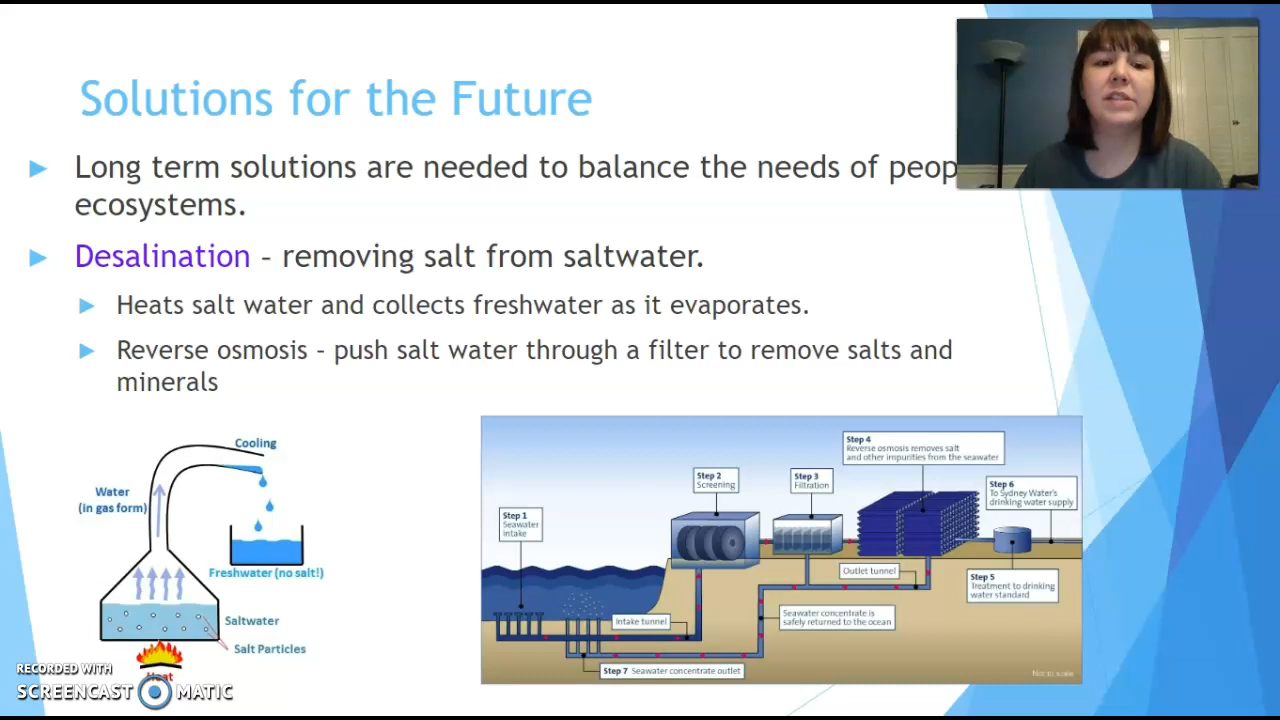 Solutions for the Future
Long term solutions are needed to balance the needs of
ecosystems.
Desalination – removing salt from saltwater.
Heats salt water and collects freshwater as it evaporates.
Reverse osmosis – push salt water through a filter to remove salts and
minerals
Cooling
Water
(in gas form)
Freshwater (no salt!)
Saltwater
Salt Particles
Heat
Step 1
Seawater
intake
Step 2
Screening
Step 3
Filtration
Step 4
Reverse osmosis removes salt
and other impurities from the seawater
Step 6
To Sydney Water's
drinking water supply
Outlet tunnel
Step 5
Treatment to drinking
water standard
Intake tunnel
Seawater concentrate is
safely returned to the ocean
Step 7 Seawater concentrate outlet
Not to scale
RECORDED WITH
SCREENCAST MATIC